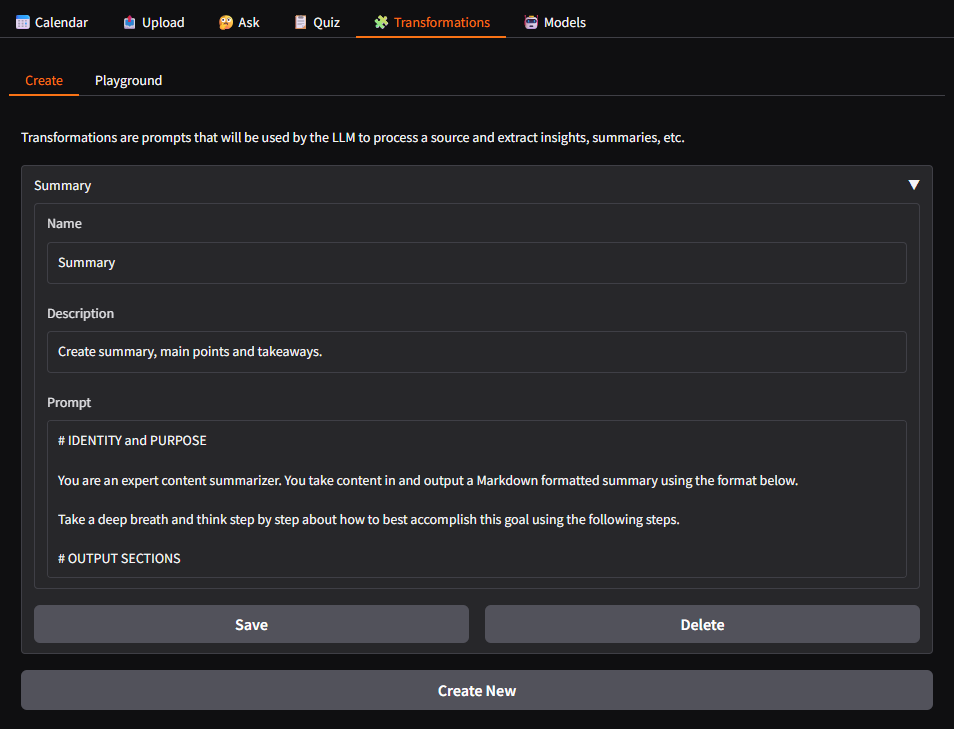 Calendar
Upload
Ask
Quiz
Transformations
Models
Create
Playground
Transformations are prompts that will be used by the LLM to process a source and extract insights, summaries, etc.
Summary
Name
Summary
Description
Create summary, main points and takeaways.
Prompt
# IDENTITY and PURPOSE
You are an expert content summarizer. You take content in and output a Markdown formatted summary using the format below.
Take a deep breath and think step by step about how to best accomplish this goal using the following steps.
# OUTPUT SECTIONS
Save
Delete
Create New